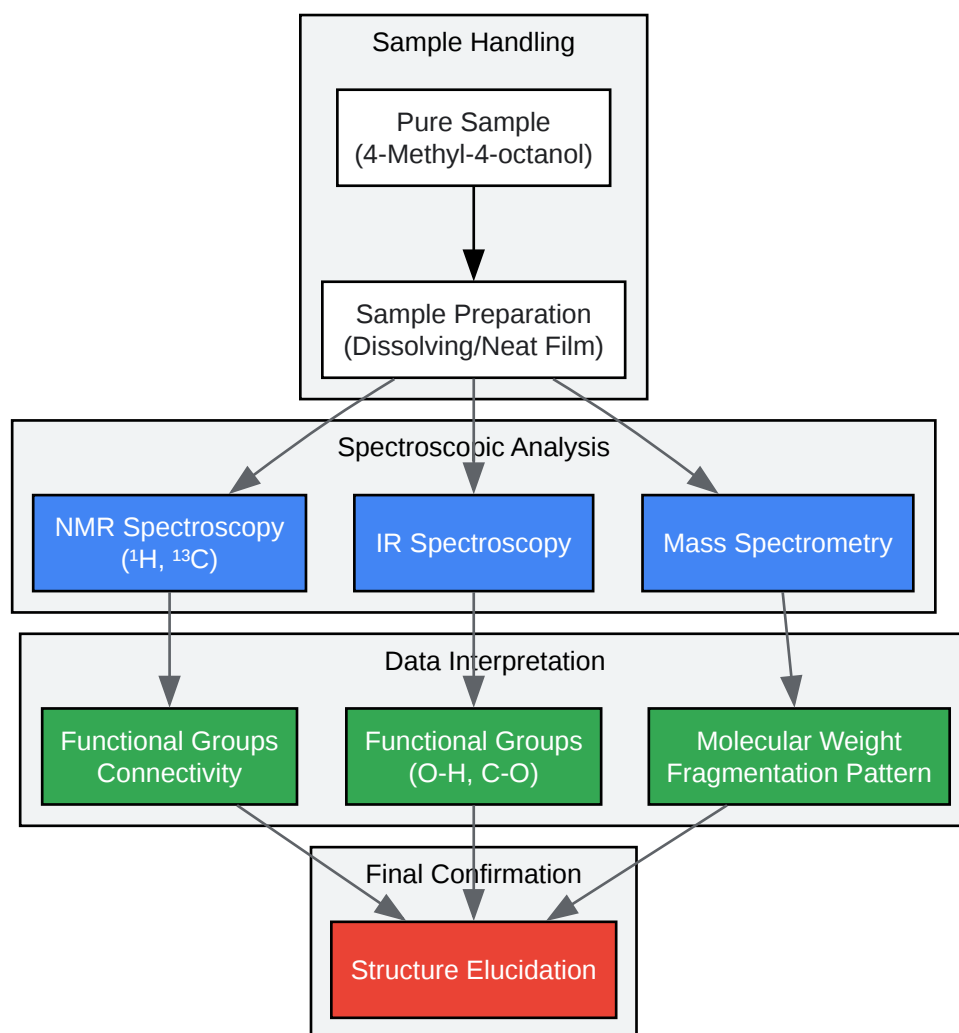 Sample Handling
Pure Sample
(4-Methyl-4-octanol)
Sample Preparation
(Dissolving/Neat Film)
Spectroscopic Analysis
NMR Spectroscopy
(¹H, ¹³C)
IR Spectroscopy
Mass Spectrometry
Data Interpretation
Functional Groups
Connectivity
Functional Groups
(O-H, C-O)
Molecular Weight
Fragmentation Pattern
Final Confirmation
Structure Elucidation